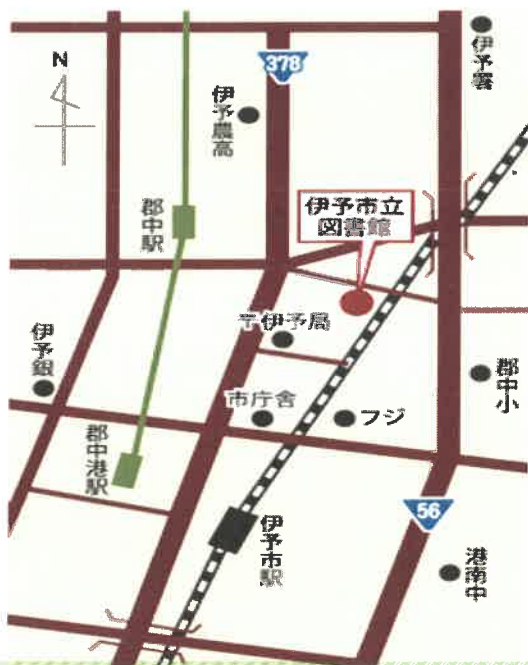 N
378
伊予署
伊予農高
郡中駅
伊予市立
図書館
〒伊予局
伊予銀
市庁舎
フジ
郡中小
郡中港駅
56
伊予市駅
港南中